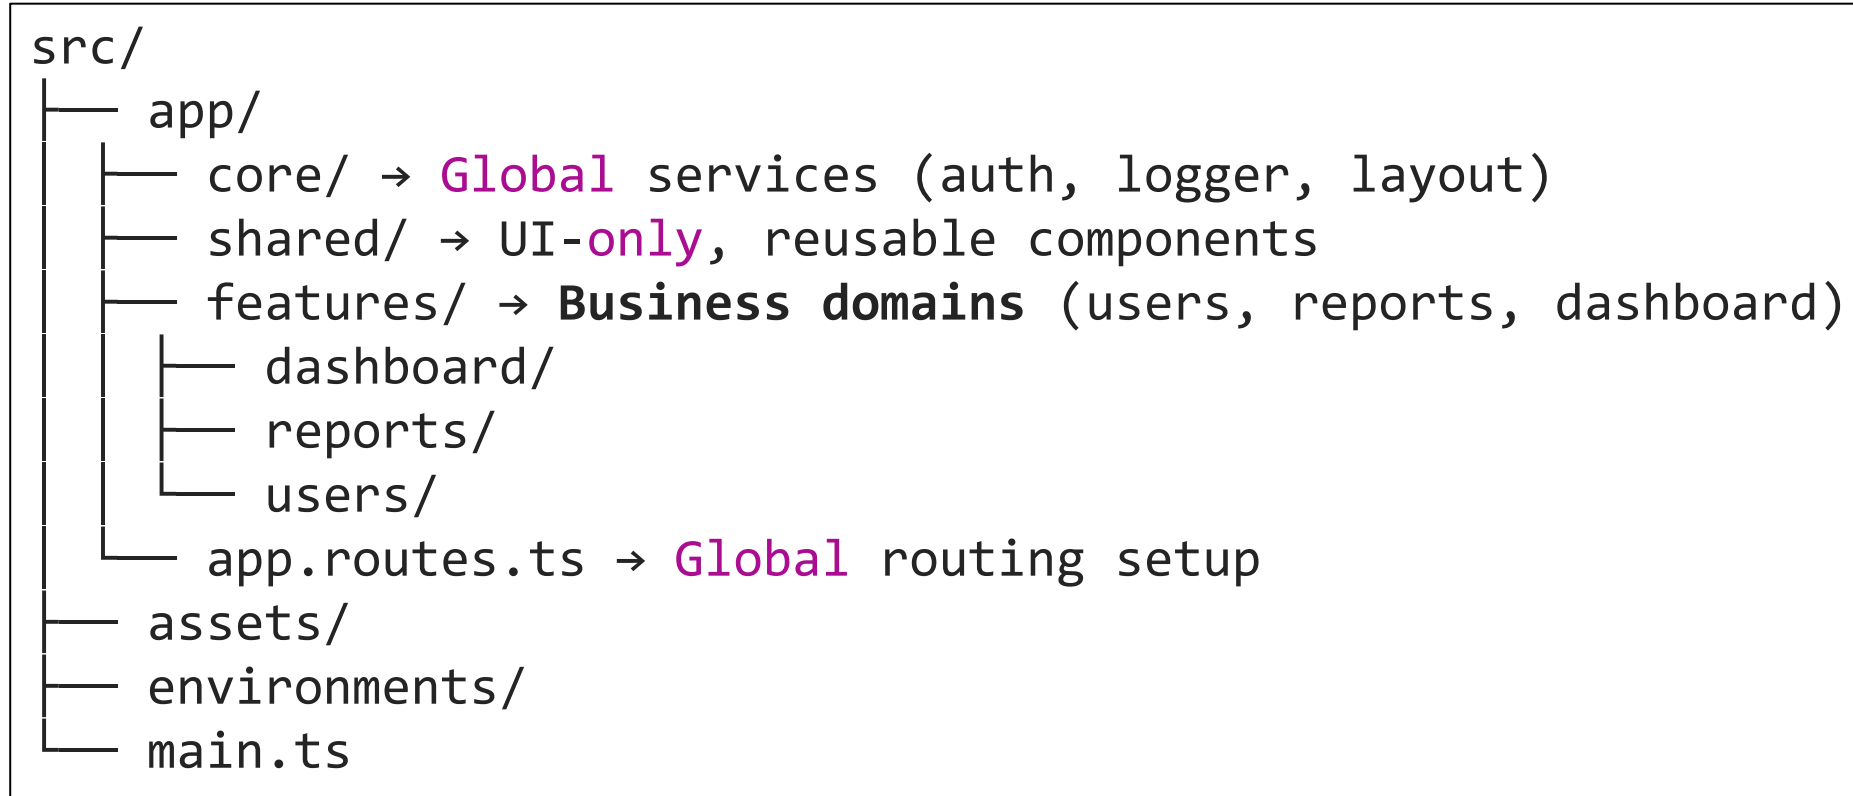 src/
├── app/
│ ├── core/ → Global services (auth, logger, layout)
│ ├── shared/ → UI-only, reusable components
│ ├── features/ → Business domains (users, reports, dashboard)
│ │ ├── dashboard/
│ │ ├── reports/
│ │ └── users/
│ └── app.routes.ts → Global routing setup
├── assets/
├── environments/
└── main.ts